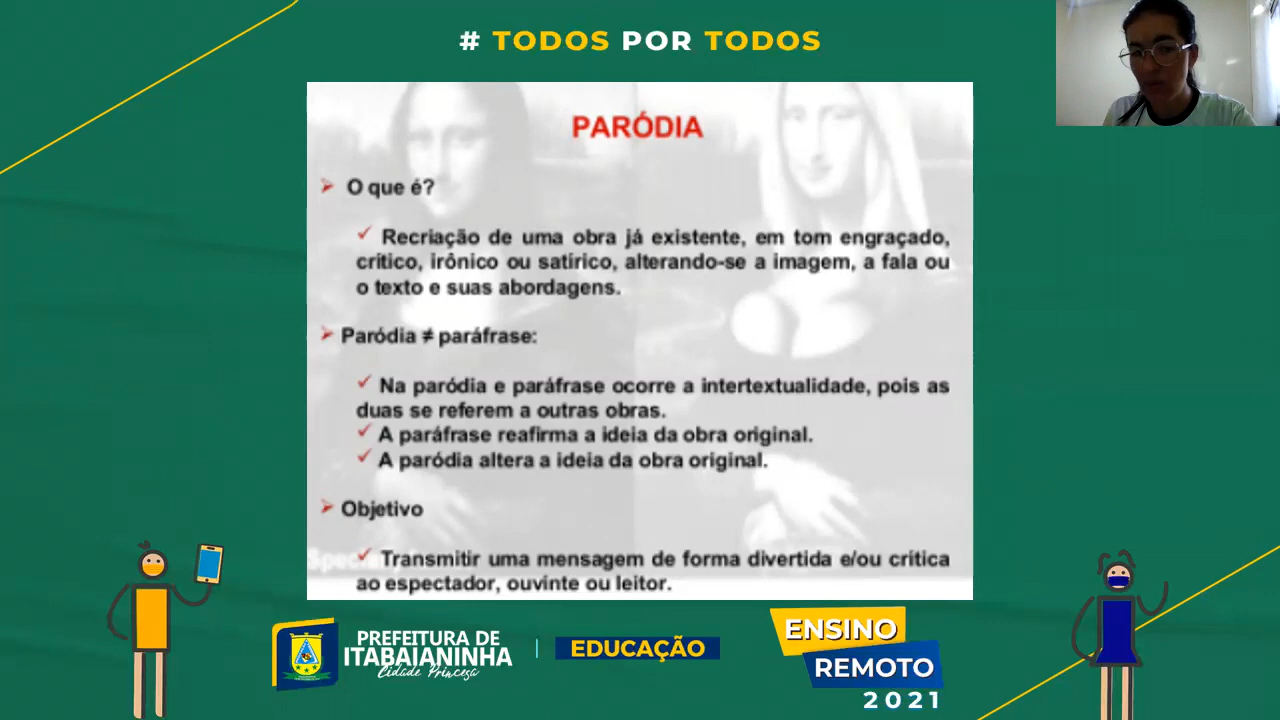 # TODOS POR TODOS
PARÓDIA
O que é?
Recriação de uma obra já existente, em tom engraçado,
critico, irônico ou satírico, alterando-se a imagem, a fala ou
o texto e suas abordagens.
Paródia ≠ paráfrase:
Na paródia e paráfrase ocorre a intertextualidade, pois as
duas se referem a outras obras.
A paráfrase reafirma a ideia da obra original.
A paródia altera a ideia da obra original.
Objetivo
Transmitir uma mensagem de forma divertida e/ou critica
ao espectador, ouvinte ou leitor.
PREFEITURA DE
ITABAIANINHA
Cidade Princesa
EDUCAÇÃO
ENSINO
REMOTO
2021